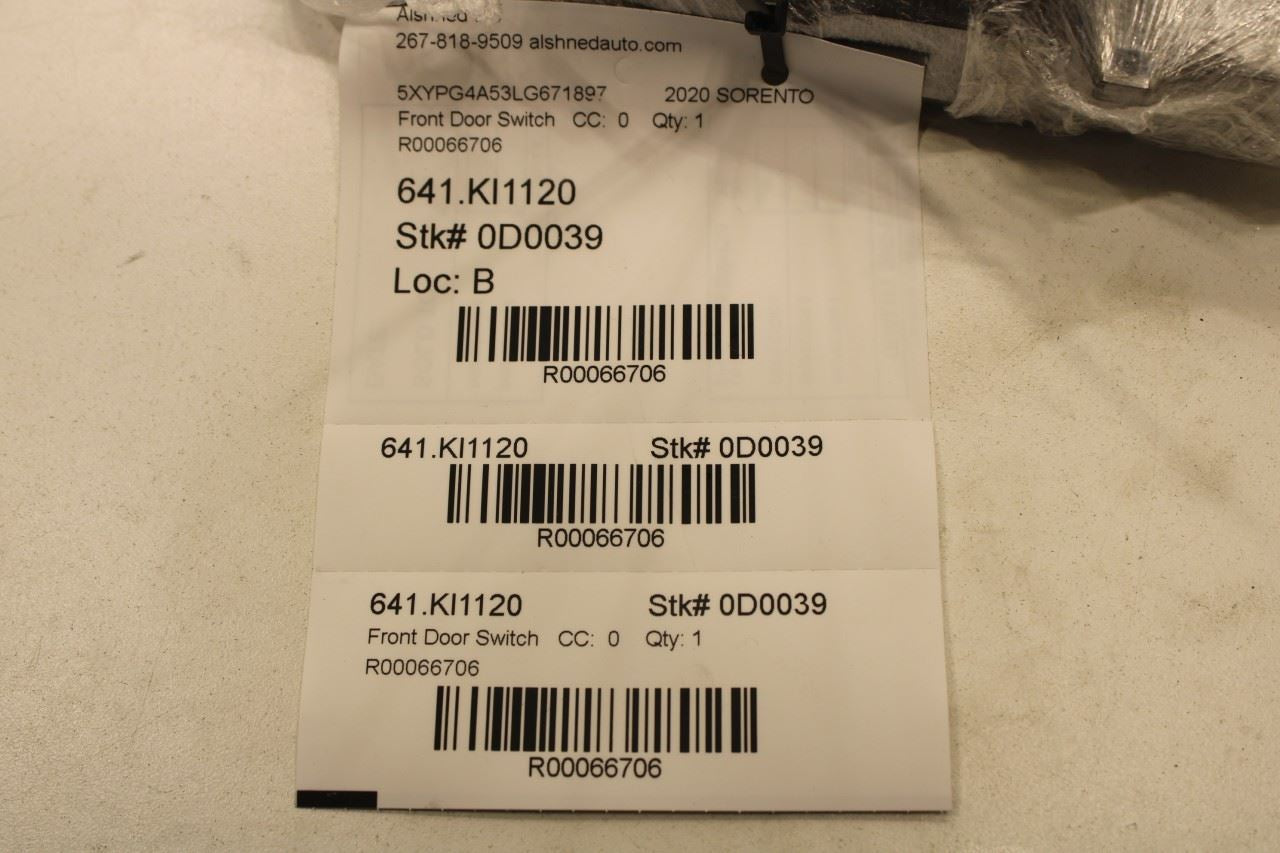 267-818-9509 alshnedauto.com
5XYPG4A53LG671897 2020 SORENTO
Front Door Switch CC: 0 Qty: 1
R00066706
641.KI1120
Stk# 0D0039
Loc: B
R00066706
641.KI1120 Stk# 0D0039
R00066706
641.KI1120 Stk# 0D0039
Front Door Switch CC: 0 Qty: 1
R00066706
R00066706